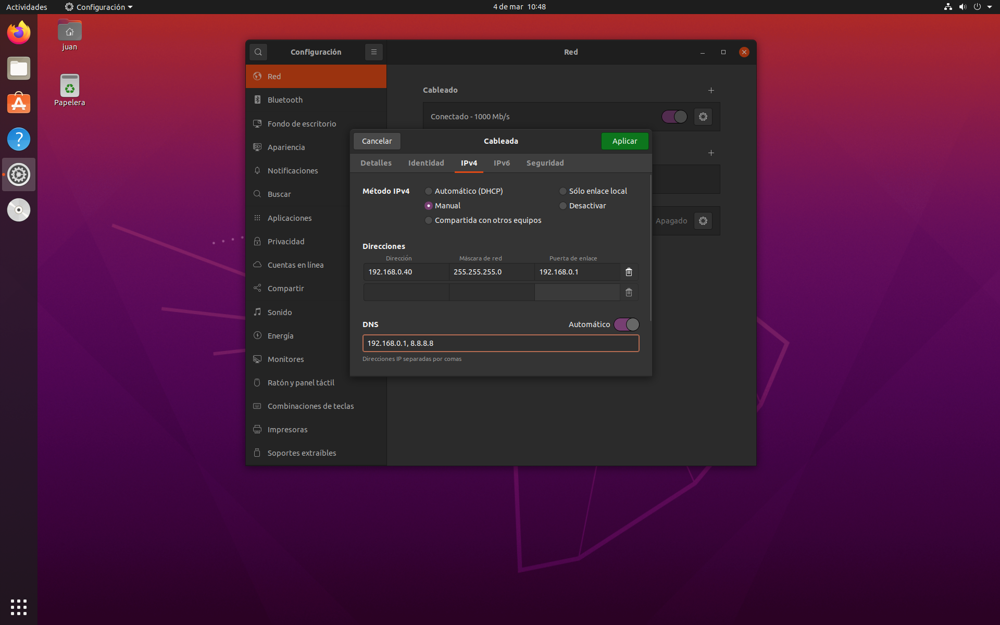 Actividades
Configuración
4 de mar 10:48
juan
Papelera
Configuración
Red
Red
Bluetooth
Fondo de escritorio
Apariencia
Notificaciones
Buscar
Aplicaciones
Privacidad
Cuentas en línea
Compartir
Sonido
Energía
Monitores
Ratón y panel táctil
Combinaciones de teclas
Impresoras
Soportes extraíbles
Cableado
Conectado - 1000 Mb/s
Apagado
Cancelar
Cableada
Aplicar
Detalles
Identidad
IPv4
IPv6
Seguridad
Método IPv4
Automático (DHCP)
Sólo enlace local
Manual
Desactivar
Compartida con otros equipos
Direcciones
Dirección
Máscara de red
Puerta de enlace
192.168.0.40
255.255.255.0
192.168.0.1
DNS
Automático
192.168.0.1, 8.8.8.8
Direcciones IP separadas por comas